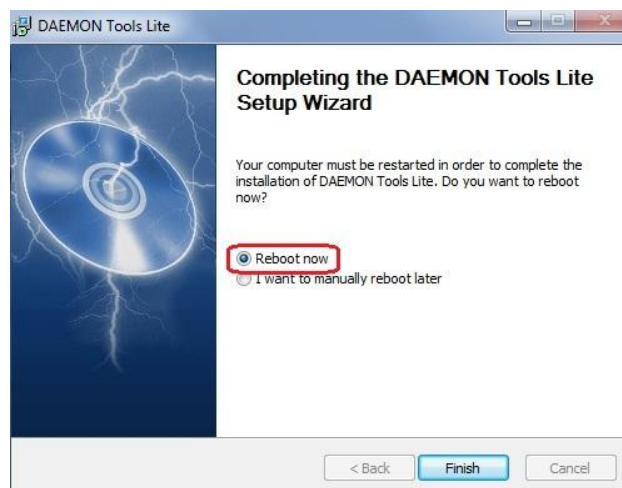 DAEMON Tools Lite
Completing the DAEMON Tools Lite
Setup Wizard
Your computer must be restarted in order to complete the
installation of DAEMON Tools Lite. Do you want to reboot
now?
Reboot now
I want to manually reboot later
< Back
Finish
Cancel